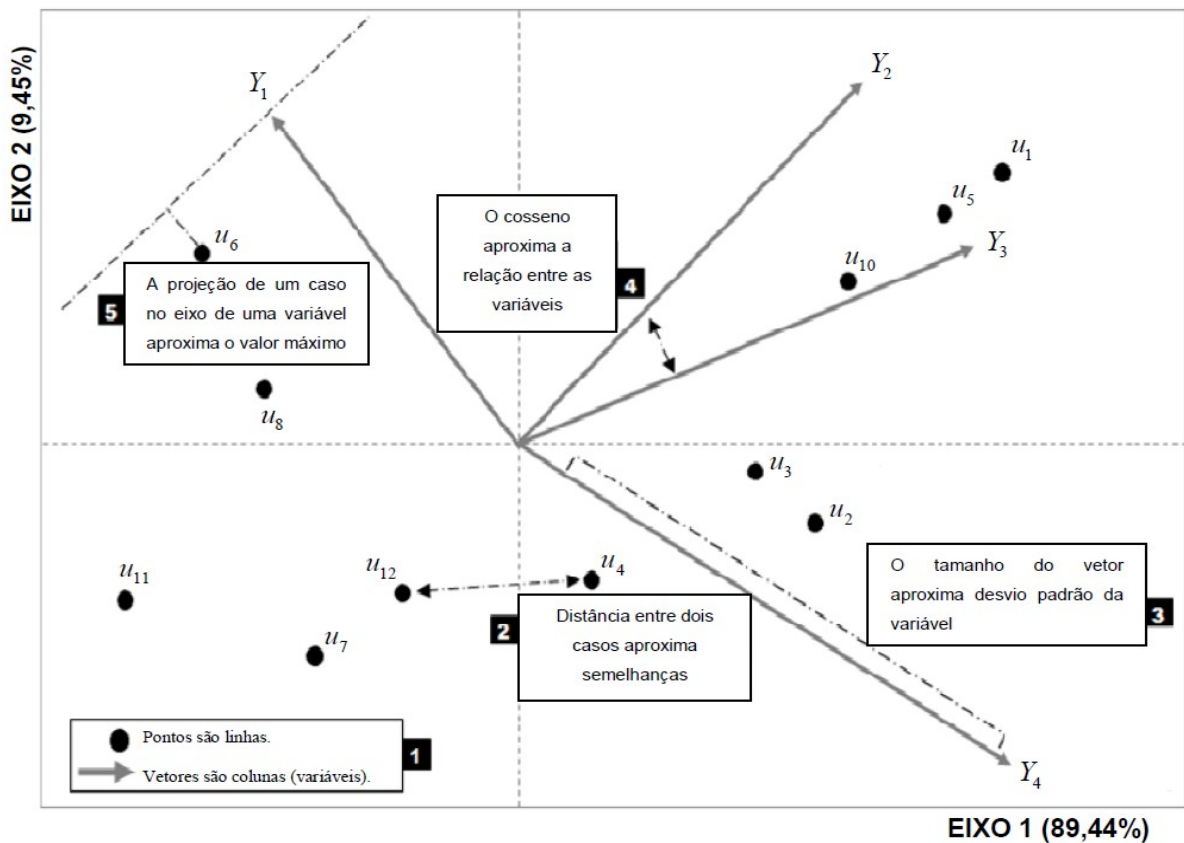 EIXO 2 (9,45%)
Y₁
Y₂
u₁
u₅
Y₃
u₁₀
u₆
O cosseno
aproxima a
relação entre as
variáveis
4
5
A projeção de um caso
no eixo de uma variável
aproxima o valor máximo
u₈
u₃
u₂
u₁₁
u₁₂
u₄
u₇
2
Distância entre dois
casos aproxima
semelhanças
O tamanho do vetor
aproxima desvio padrão da
variável
3
Pontos são linhas.
Vetores são colunas (variáveis).
1
Y₄
EIXO 1 (89,44%)